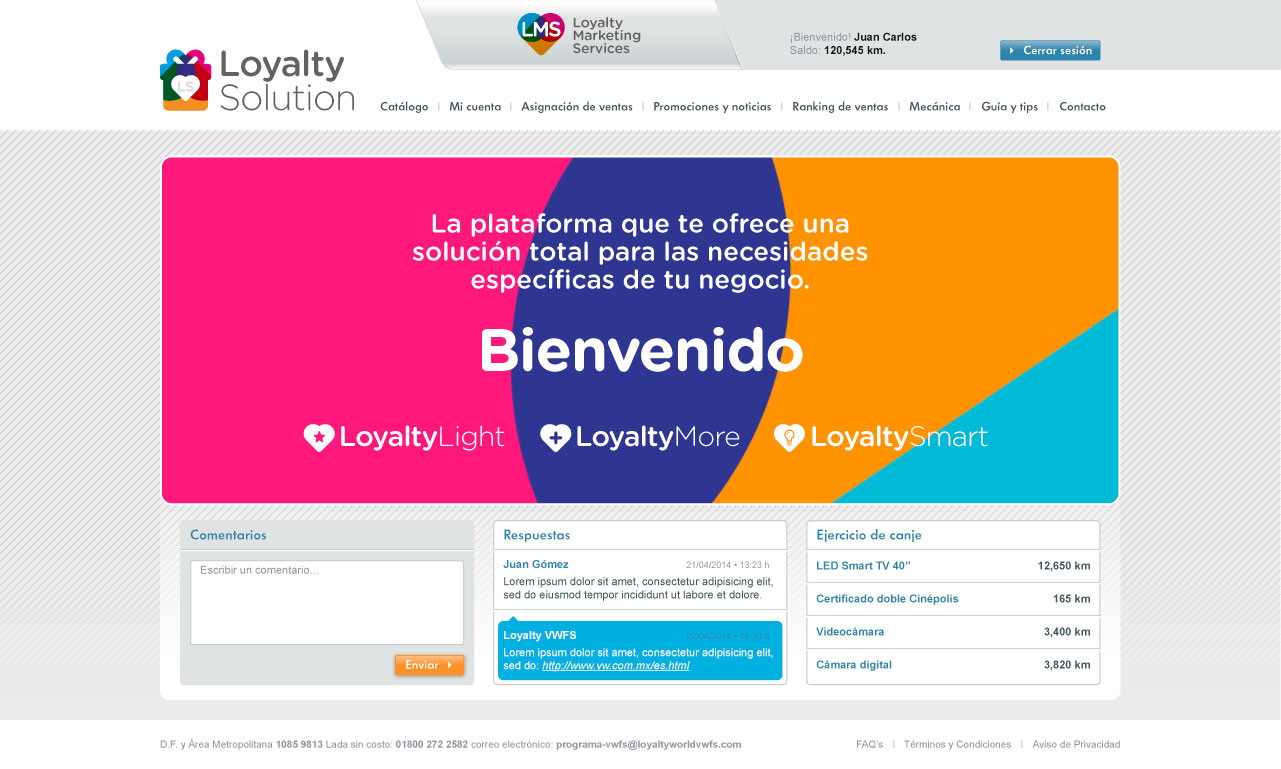 LMS
Loyalty
Marketing
Services
¡Bienvenido! Juan Carlos
Saldo: 120,545 km.
Cerrar sesión
LS
Loyalty
Solution
Catálogo | Mi cuenta | Asignación de ventas | Promociones y noticias | Ranking de ventas | Mecánica | Guía y tips | Contacto
La plataforma que te ofrece una
solución total para las necesidades
específicas de tu negocio.
Bienvenido
LoyaltyLight
LoyaltyMore
LoyaltySmart
Comentarios
Escribir un comentario...
Enviar
Respuestas
Juan Gómez 21/04/2014 • 13:23 h
Lorem ipsum dolor sit amet, consectetur adipisicing elit,
sed do eiusmod tempor incididunt ut labore et dolore.
Loyalty VWFS 22/04/2014 • 16:30 h
Lorem ipsum dolor sit amet, consectetur adipisicing elit,
sed do: http://www.vw.com.mx/es.html
Ejercicio de canje
LED Smart TV 40” 12,650 km
Certificado doble Cinépolis 165 km
Videocámara 3,400 km
Cámara digital 3,820 km
D.F. y Área Metropolitana 1085 9813 Lada sin costo: 01800 272 2582 correo electrónico: programa-vwfs@loyaltyworldvwfs.com
FAQ's | Términos y Condiciones | Aviso de Privacidad